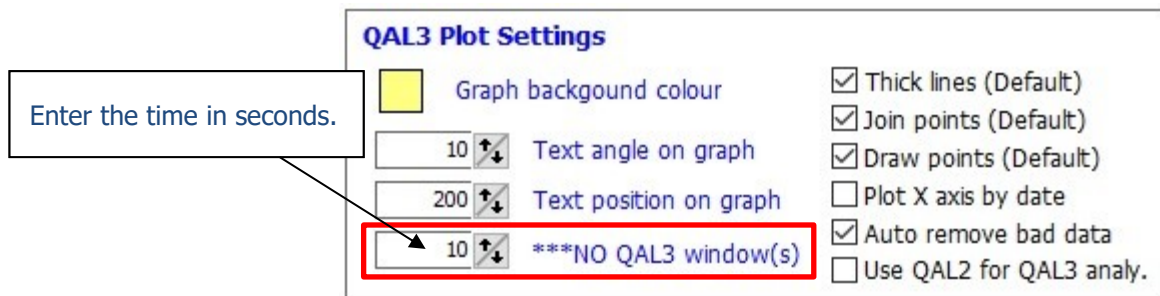 QAL3 Plot Settings
Enter the time in seconds.
Graph backgound colour
10 Text angle on graph
200 Text position on graph
10 ***NO QAL3 window(s)
Thick lines (Default)
Join points (Default)
Draw points (Default)
Plot X axis by date
Auto remove bad data
Use QAL2 for QAL3 analy.